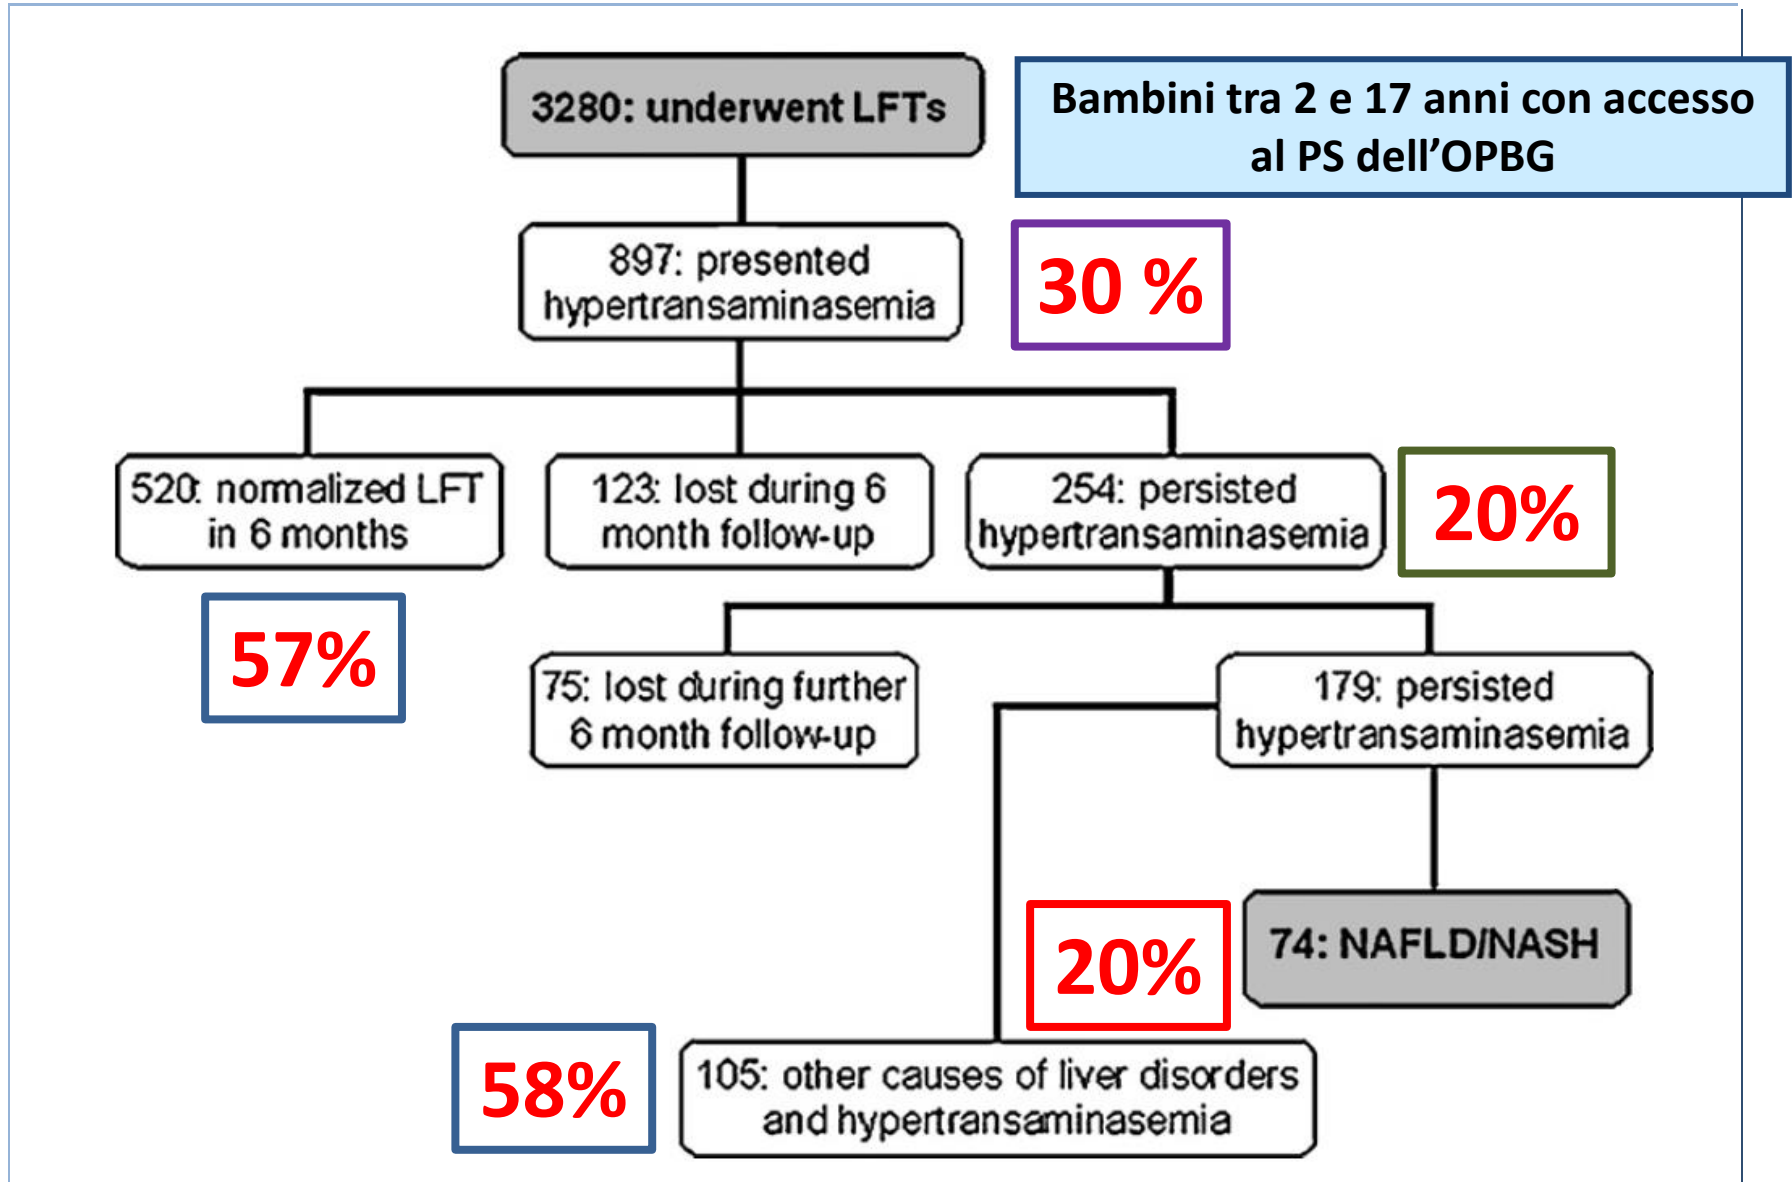 3280: underwent LFTs
Bambini tra 2 e 17 anni con accesso
al PS dell’OPBG
897: presented
hypertransaminasemia
30 %
520: normalized LFT
in 6 months
123: lost during 6
month follow-up
254: persisted
hypertransaminasemia
20%
57%
75: lost during further
6 month follow-up
179: persisted
hypertransaminasemia
20%
74: NAFLD/NASH
58%
105: other causes of liver disorders
and hypertransaminasemia